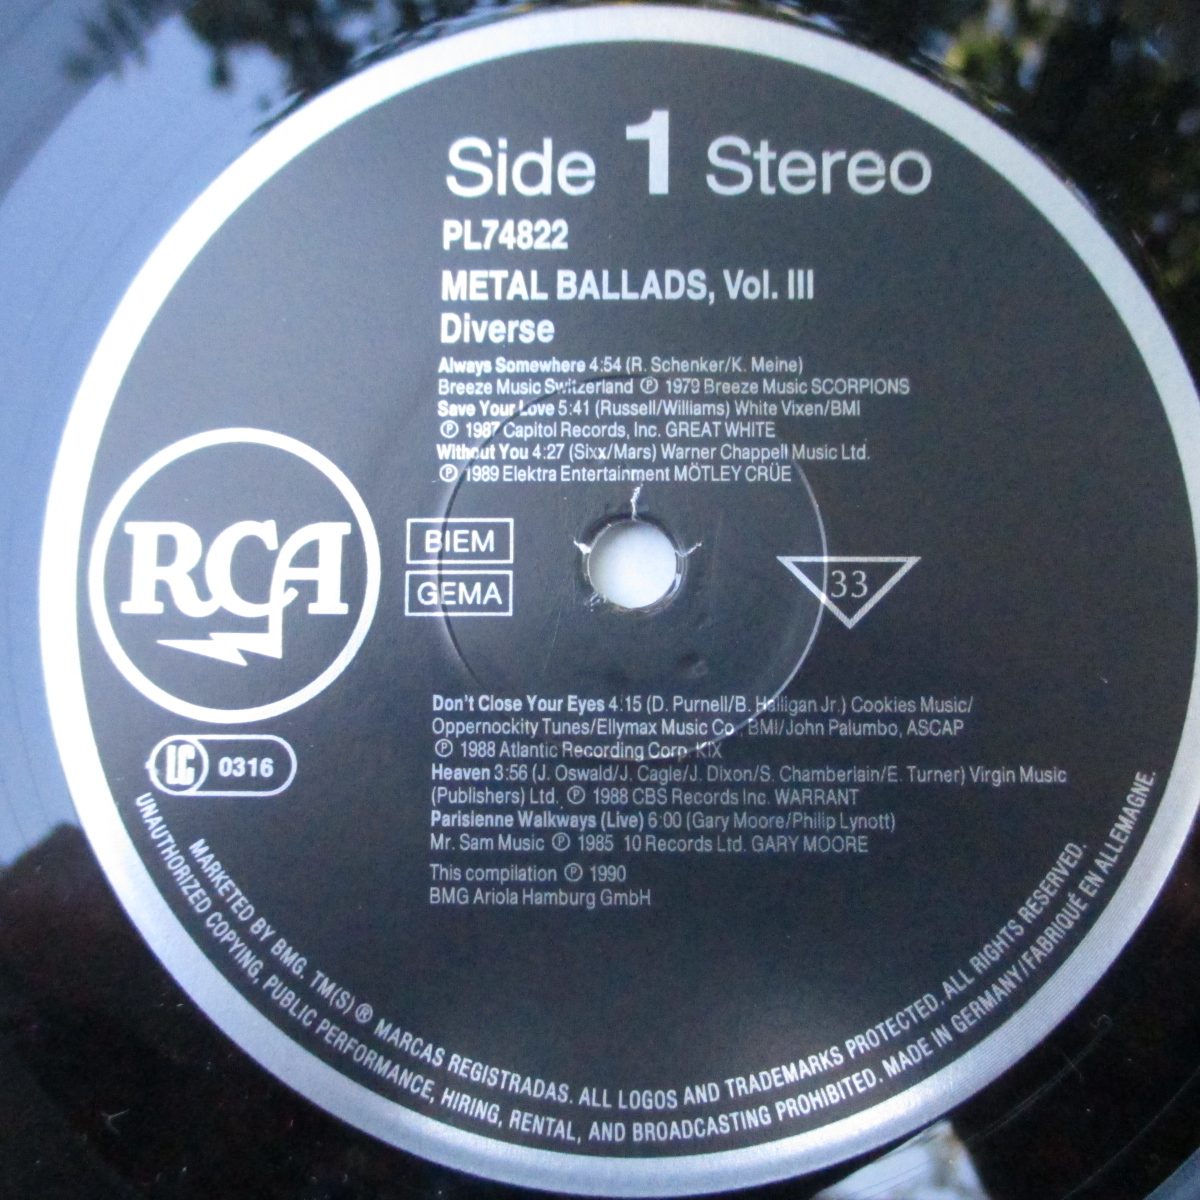 Side 1 Stereo
PL74822
METAL BALLADS, Vol. III
Diverse
Always Somewhere 4:54 (R. Schenker/K. Meine)
Breeze Music Switzerland ℗ 1979 Breeze Music SCORPIONS
Save Your Love 5:41 (Russell/Williams) White Vixen/BMI
℗ 1987 Capitol Records, Inc. GREAT WHITE
Without You 4:27 (Sixx/Mars) Warner Chappell Music Ltd.
℗ 1989 Elektra Entertainment MÖTLEY CRÜE
RCA
BIEM
GEMA
33
LC 0316
Don't Close Your Eyes 4:15 (D. Purnell/B. Halligan Jr.) Cookies Music/
Oppernockity Tunes/Ellymax Music Co., BMI/John Palumbo, ASCAP
℗ 1988 Atlantic Recording Corp. KIX
Heaven 3:56 (J. Oswald/J. Cagle/J. Dixon/S. Chamberlain/E. Turner) Virgin Music
(Publishers) Ltd. ℗ 1988 CBS Records Inc. WARRANT
Parisienne Walkways (Live) 6:00 (Gary Moore/Philip Lynott)
Mr. Sam Music ℗ 1985 10 Records Ltd. GARY MOORE
This compilation ℗ 1990
BMG Ariola Hamburg GmbH
MARKETED BY BMG. TM(S) ® MARCAS REGISTRADAS. ALL LOGOS AND TRADEMARKS PROTECTED. ALL RIGHTS RESERVED.
UNAUTHORIZED COPYING, PUBLIC PERFORMANCE, HIRING, RENTAL, AND BROADCASTING PROHIBITED. MADE IN GERMANY/FABRIQUÉ EN ALLEMAGNE.